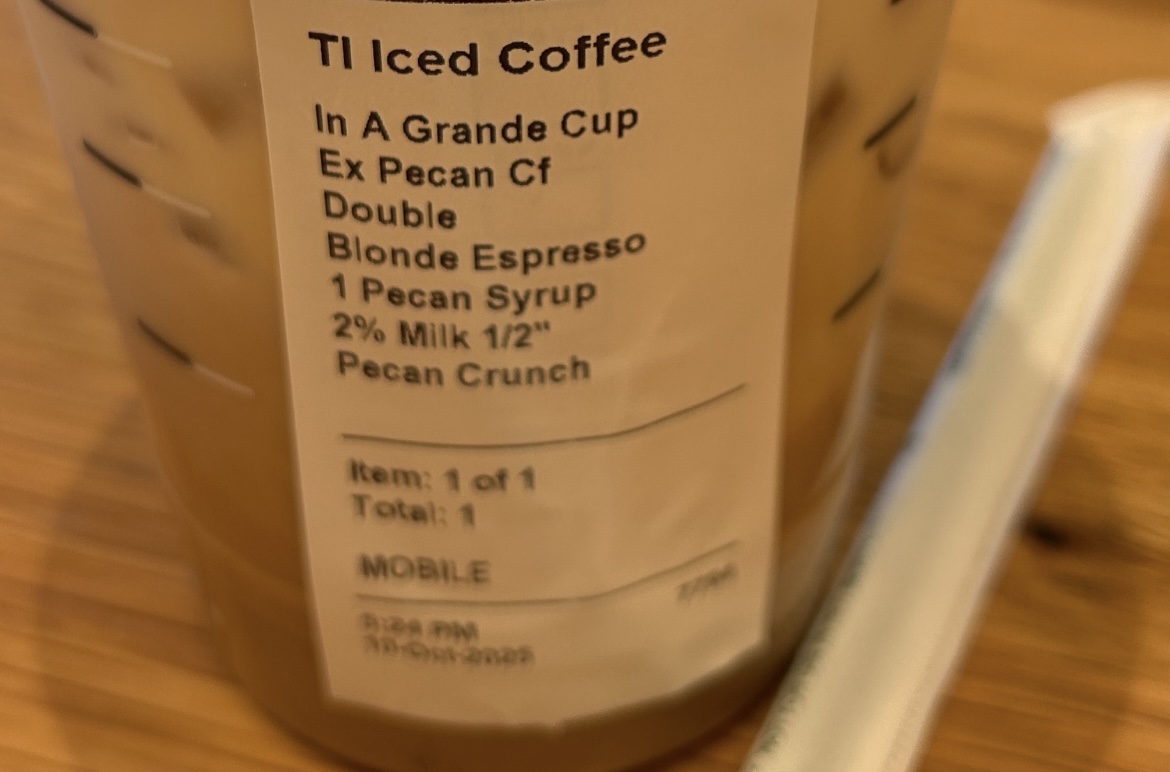 Tl Iced Coffee
In A Grande Cup
Ex Pecan Cf
Double
Blonde Espresso
1 Pecan Syrup
2% Milk 1/2"
Pecan Crunch
Item: 1 of 1
Total: 1
MOBILE